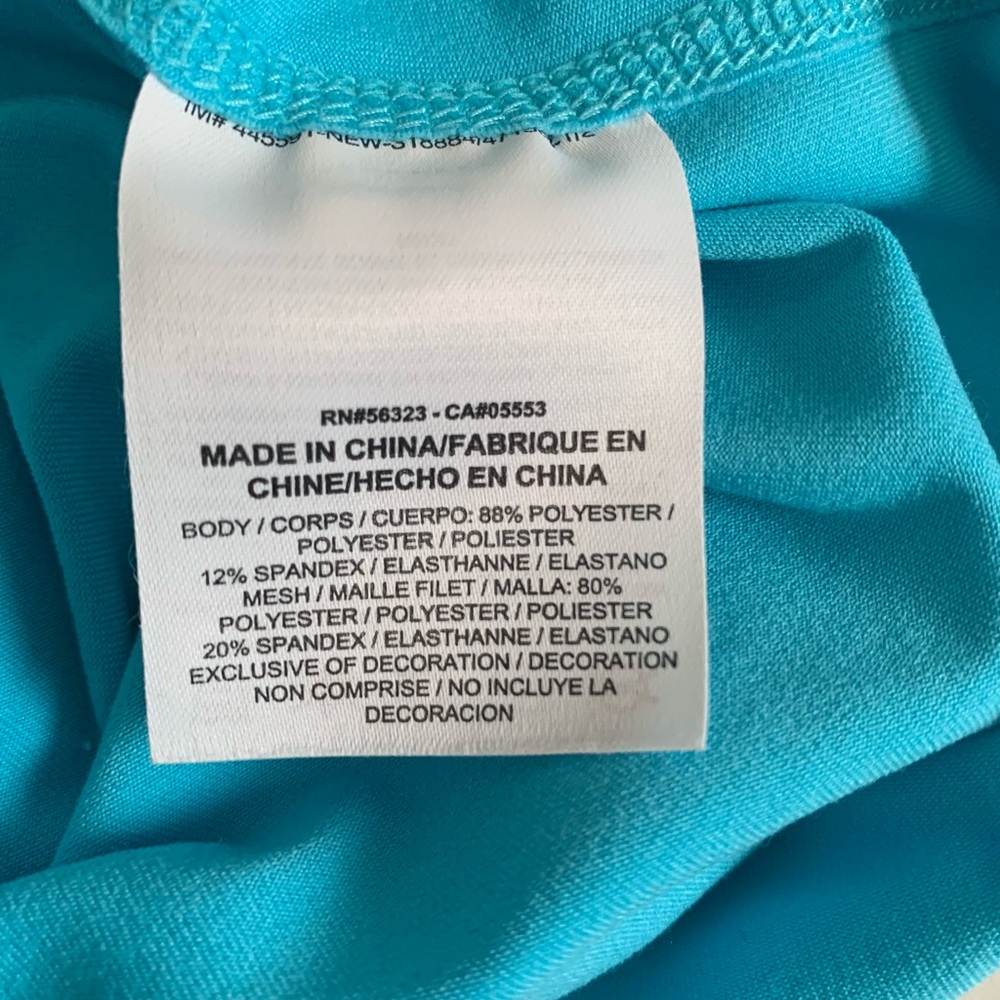 RN#56323 - CA#05553
MADE IN CHINA/FABRIQUE EN
CHINE/HECHO EN CHINA
BODY / CORPS / CUERPO: 88% POLYESTER /
POLYESTER / POLIESTER
12% SPANDEX / ELASTHANNE / ELASTANO
MESH / MAILLE FILET / MALLA: 80%
POLYESTER / POLYESTER / POLIESTER
20% SPANDEX / ELASTHANNE / ELASTANO
EXCLUSIVE OF DECORATION / DECORATION
NON COMPRISE / NO INCLUYE LA
DECORACION